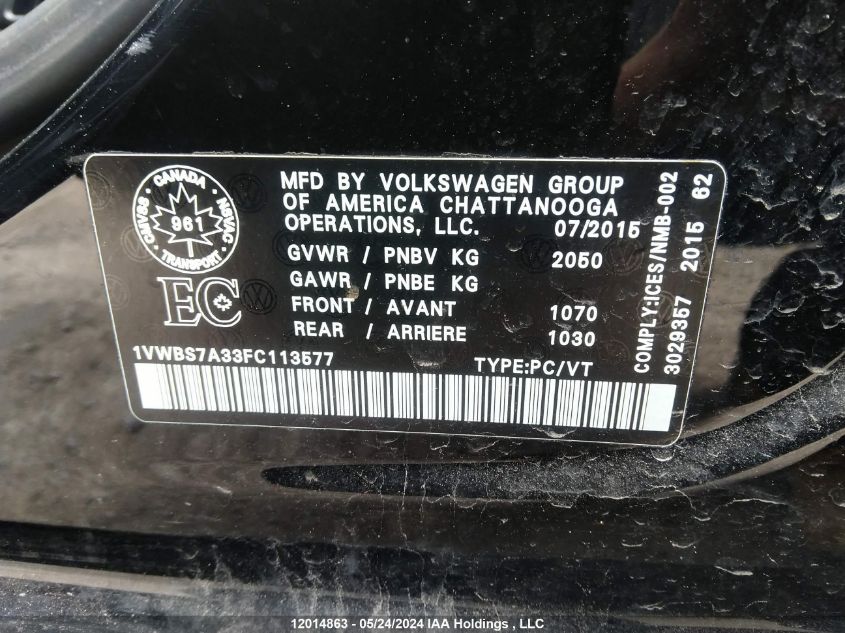 CANADA
CMVSS
NSVAC
961
TRANSPORT
EC
MFD BY VOLKSWAGEN GROUP
OF AMERICA CHATTANOOGA
OPERATIONS, LLC. 07/2015
GVWR / PNBV KG 2050
GAWR / PNBE KG
FRONT / AVANT 1070
REAR / ARRIERE 1030
1VWBS7A33FC113577 TYPE:PC/VT
COMPLY:ICES/NMB-002
3029357 2015 62
12014863 - 05/24/2024 IAA Holdings , LLC